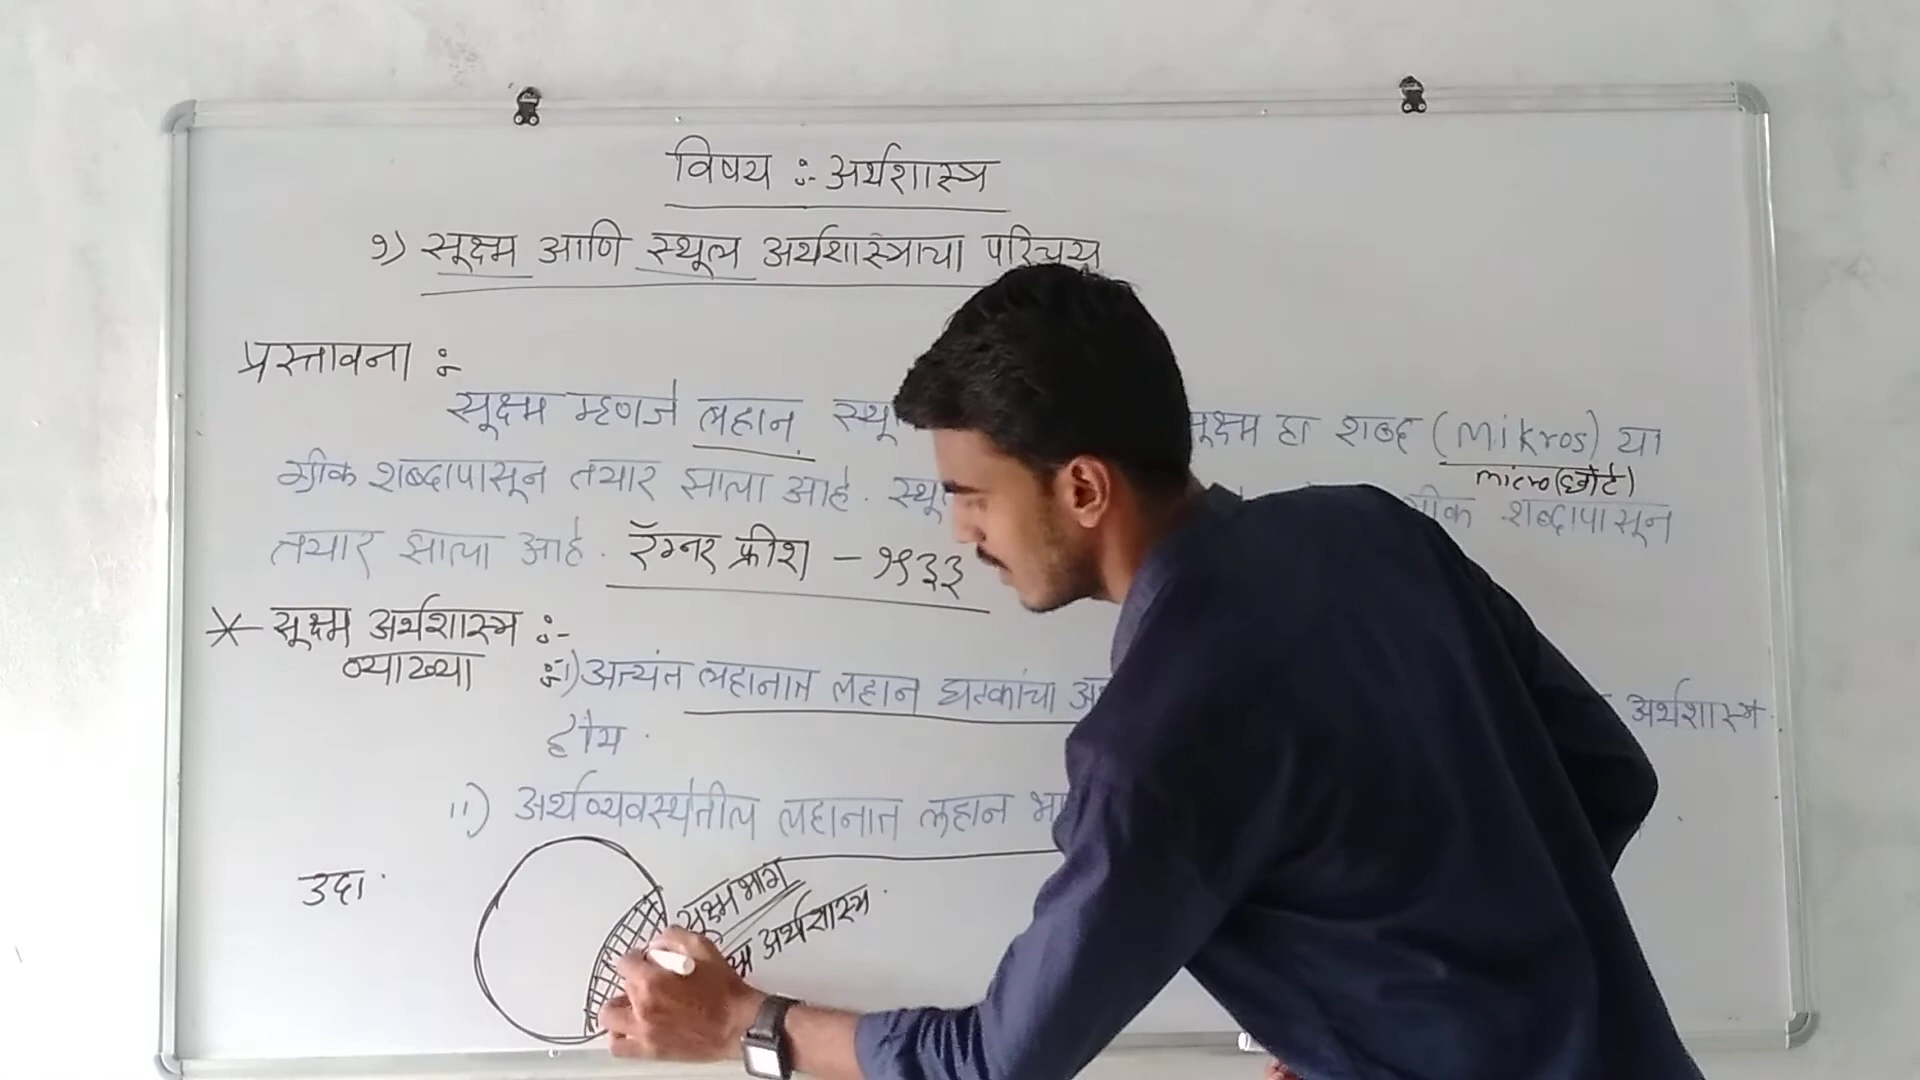 विषय :- अर्थशास्त्र
१) सूक्ष्म आणि स्थूल अर्थशास्त्राचा परिचय
प्रस्तावना :-
सूक्ष्म म्हणजे लहान स्थू सूक्ष्म हा शब्द (Mikros) या
micro(छोटे)
ग्रीक शब्दापासून तयार झाला आहे. स्थू ग्रीक शब्दापासून
तयार झाला आहे. रॅग्नर फ्रीश - १९३३
* सूक्ष्म अर्थशास्त्र :-
व्याख्या :- i) अत्यंत लहानात लहान घटकांचा अ अर्थशास्त्र
होय.
ii) अर्थव्यवस्थेतील लहानात लहान भा
उदा.
सूक्ष्म भाग
अर्थशास्त्र.